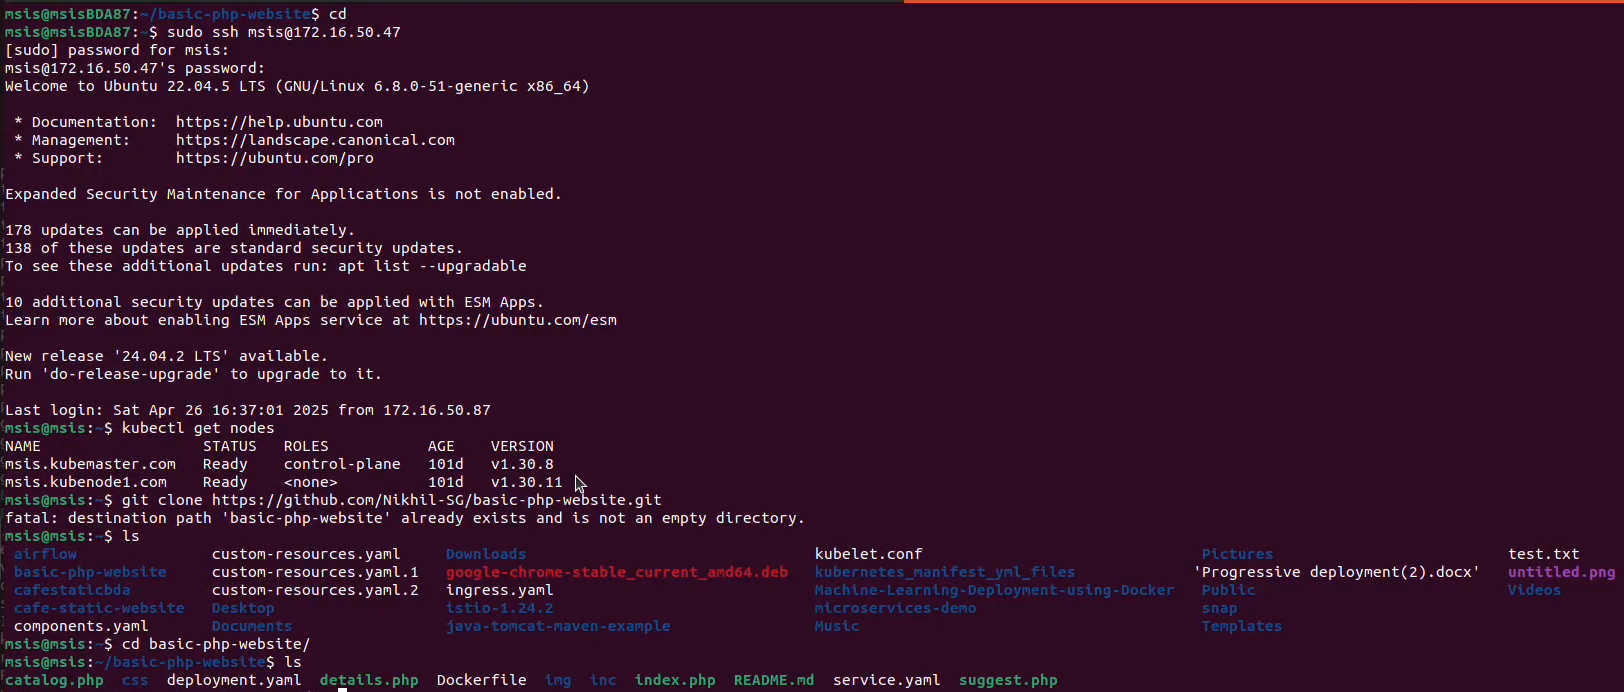 msis@msisBDA87:~/basic-php-website$ cd
msis@msisBDA87:~$ sudo ssh msis@172.16.50.47
[sudo] password for msis:
msis@172.16.50.47's password:
Welcome to Ubuntu 22.04.5 LTS (GNU/Linux 6.8.0-51-generic x86_64)

 * Documentation:  https://help.ubuntu.com
 * Management:     https://landscape.canonical.com
 * Support:        https://ubuntu.com/pro

Expanded Security Maintenance for Applications is not enabled.

178 updates can be applied immediately.
138 of these updates are standard security updates.
To see these additional updates run: apt list --upgradable

10 additional security updates can be applied with ESM Apps.
Learn more about enabling ESM Apps service at https://ubuntu.com/esm

New release '24.04.2 LTS' available.
Run 'do-release-upgrade' to upgrade to it.

Last login: Sat Apr 26 16:37:01 2025 from 172.16.50.87
msis@msis:~$ kubectl get nodes
NAME                  STATUS   ROLES           AGE    VERSION
msis.kubemaster.com   Ready    control-plane   101d   v1.30.8
msis.kubenode1.com    Ready    <none>          101d   v1.30.11
msis@msis:~$ git clone https://github.com/Nikhil-SG/basic-php-website.git
fatal: destination path 'basic-php-website' already exists and is not an empty directory.
msis@msis:~$ ls
airflow custom-resources.yaml Downloads kubelet.conf Pictures test.txt
basic-php-website custom-resources.yaml.1 google-chrome-stable_current_amd64.deb kubernetes_manifest_yml_files 'Progressive deployment(2).docx' untitled.png
cafestaticbda custom-resources.yaml.2 ingress.yaml Machine-Learning-Deployment-using-Docker Public Videos
cafe-static-website Desktop istio-1.24.2 microservices-demo snap
components.yaml Documents java-tomcat-maven-example Music Templates
msis@msis:~$ cd basic-php-website/
msis@msis:~/basic-php-website$ ls
catalog.php css deployment.yaml details.php Dockerfile img inc index.php README.md service.yaml suggest.php